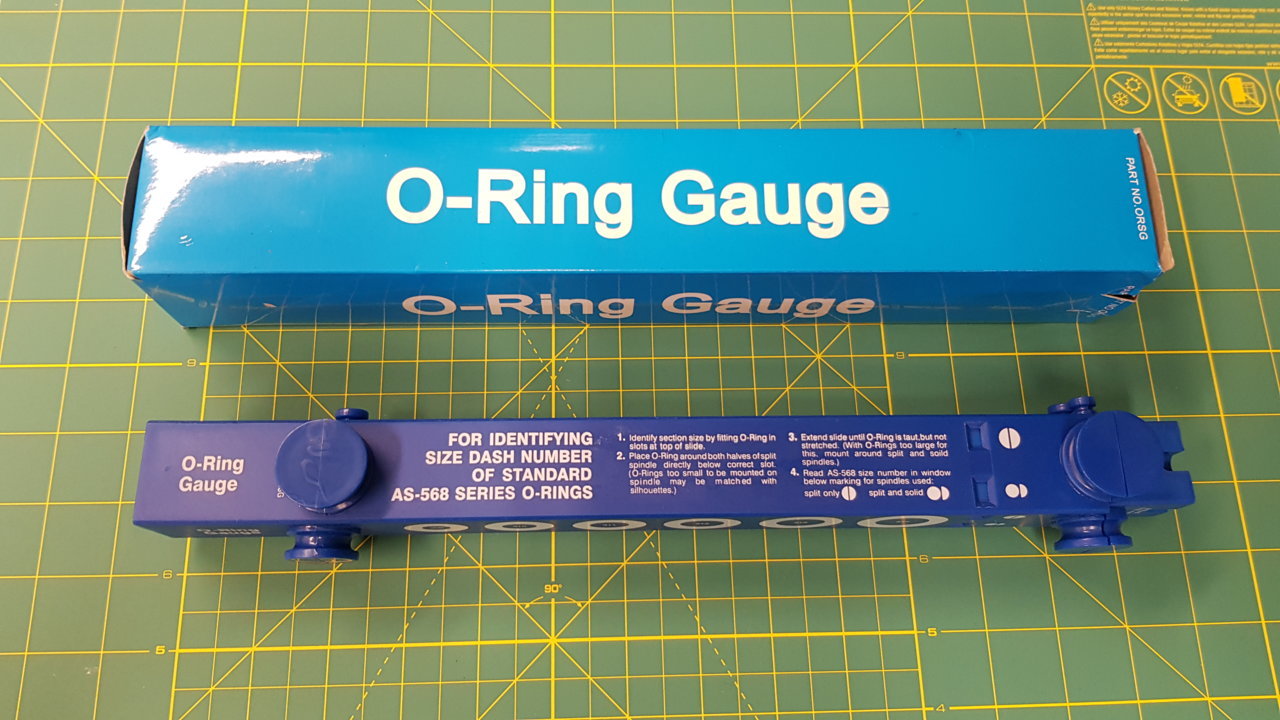 O-Ring Gauge
PART NO.ORSG
O-Ring Gauge
9
9
O-Ring
Gauge
FOR IDENTIFYING
SIZE DASH NUMBER
OF STANDARD
AS-568 SERIES O-RINGS
1. Identify section size by fitting O-Ring in
slots at top of slide.
2. Place O-Ring around both halves of split
spindle directly below correct slot.
(O-Rings too small to be mounted on
spindle may be matched with
silhouettes.)
3. Extend slide until O-Ring is taut,but not
stretched. (With O-Rings too large for
this, mount around split and soild
spindles.)
4. Read AS-568 size number in window
below marking for spindles used:
split only split and solid
O-Ring
Gauge
6
6
90°
5
5
4